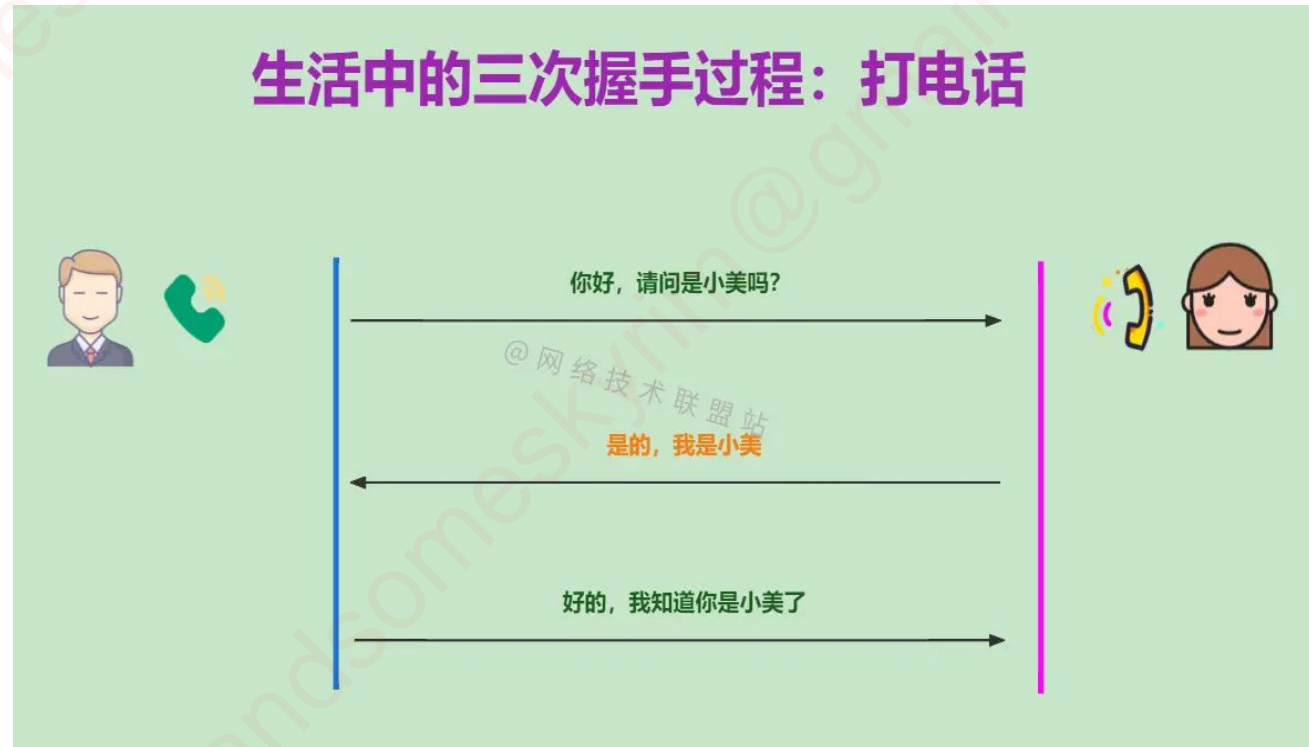 生活中的三次握手过程：打电话
你好，请问是小美吗？
@网络技术联盟站
是的，我是小美
好的，我知道你是小美了